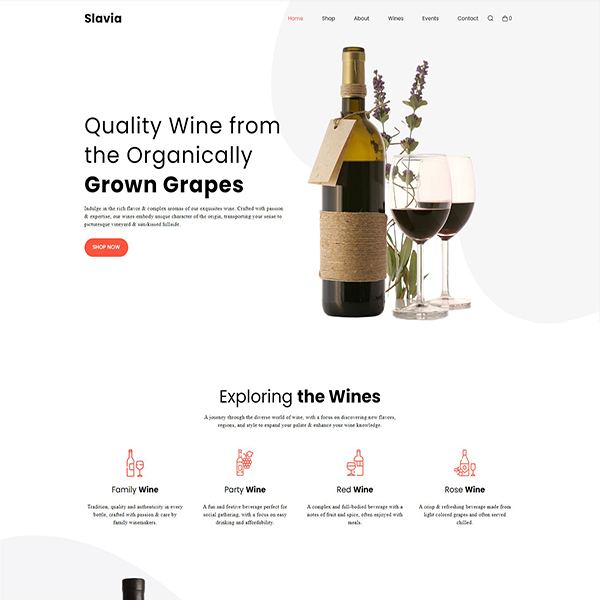 Slavia
Home Shop About Wines Events Contact 0
Quality Wine from
the Organically
Grown Grapes
Indulge in the rich flavor & complex aromas of our exquisites wine. Crafted with passion
& expertise, our wines embody unique character of the origin, transporting your sense to
picturesque vineyard & sun-kissed hillside.
SHOP NOW
Exploring the Wines
A journey through the diverse world of wine, with a focus on discovering new flavors,
regions, and style to expand your palate & enhance your wine knowledge.
Family Wine
Tradition, quality and authenticity in every
bottle, crafted with passion & care by
family winemakers.
Party Wine
A fun and festive beverage perfect for
social gathering, with a focus on easy
drinking and affordability.
Red Wine
A complex and full-bodied beverage with a
notes of fruit and spice, often enjoyed with
meals.
Rose Wine
A crisp & refreshing beverage made from
light colored grapes and often served
chilled.